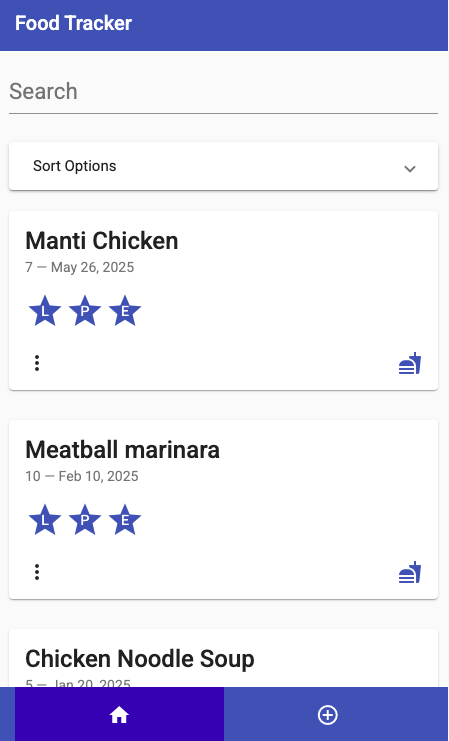 Food Tracker
Search
Sort Options
Manti Chicken
7 — May 26, 2025
L P E
Meatball marinara
10 — Feb 10, 2025
L P E
Chicken Noodle Soup
5 — Jan 20, 2025